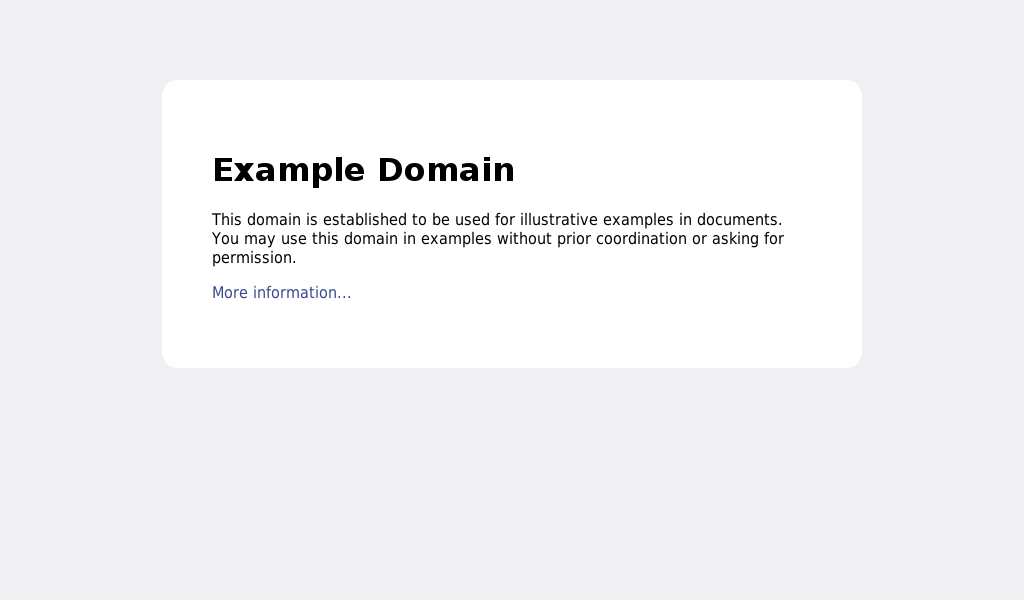 Example Domain
This domain is established to be used for illustrative examples in documents.
You may use this domain in examples without prior coordination or asking for
permission.
More information...